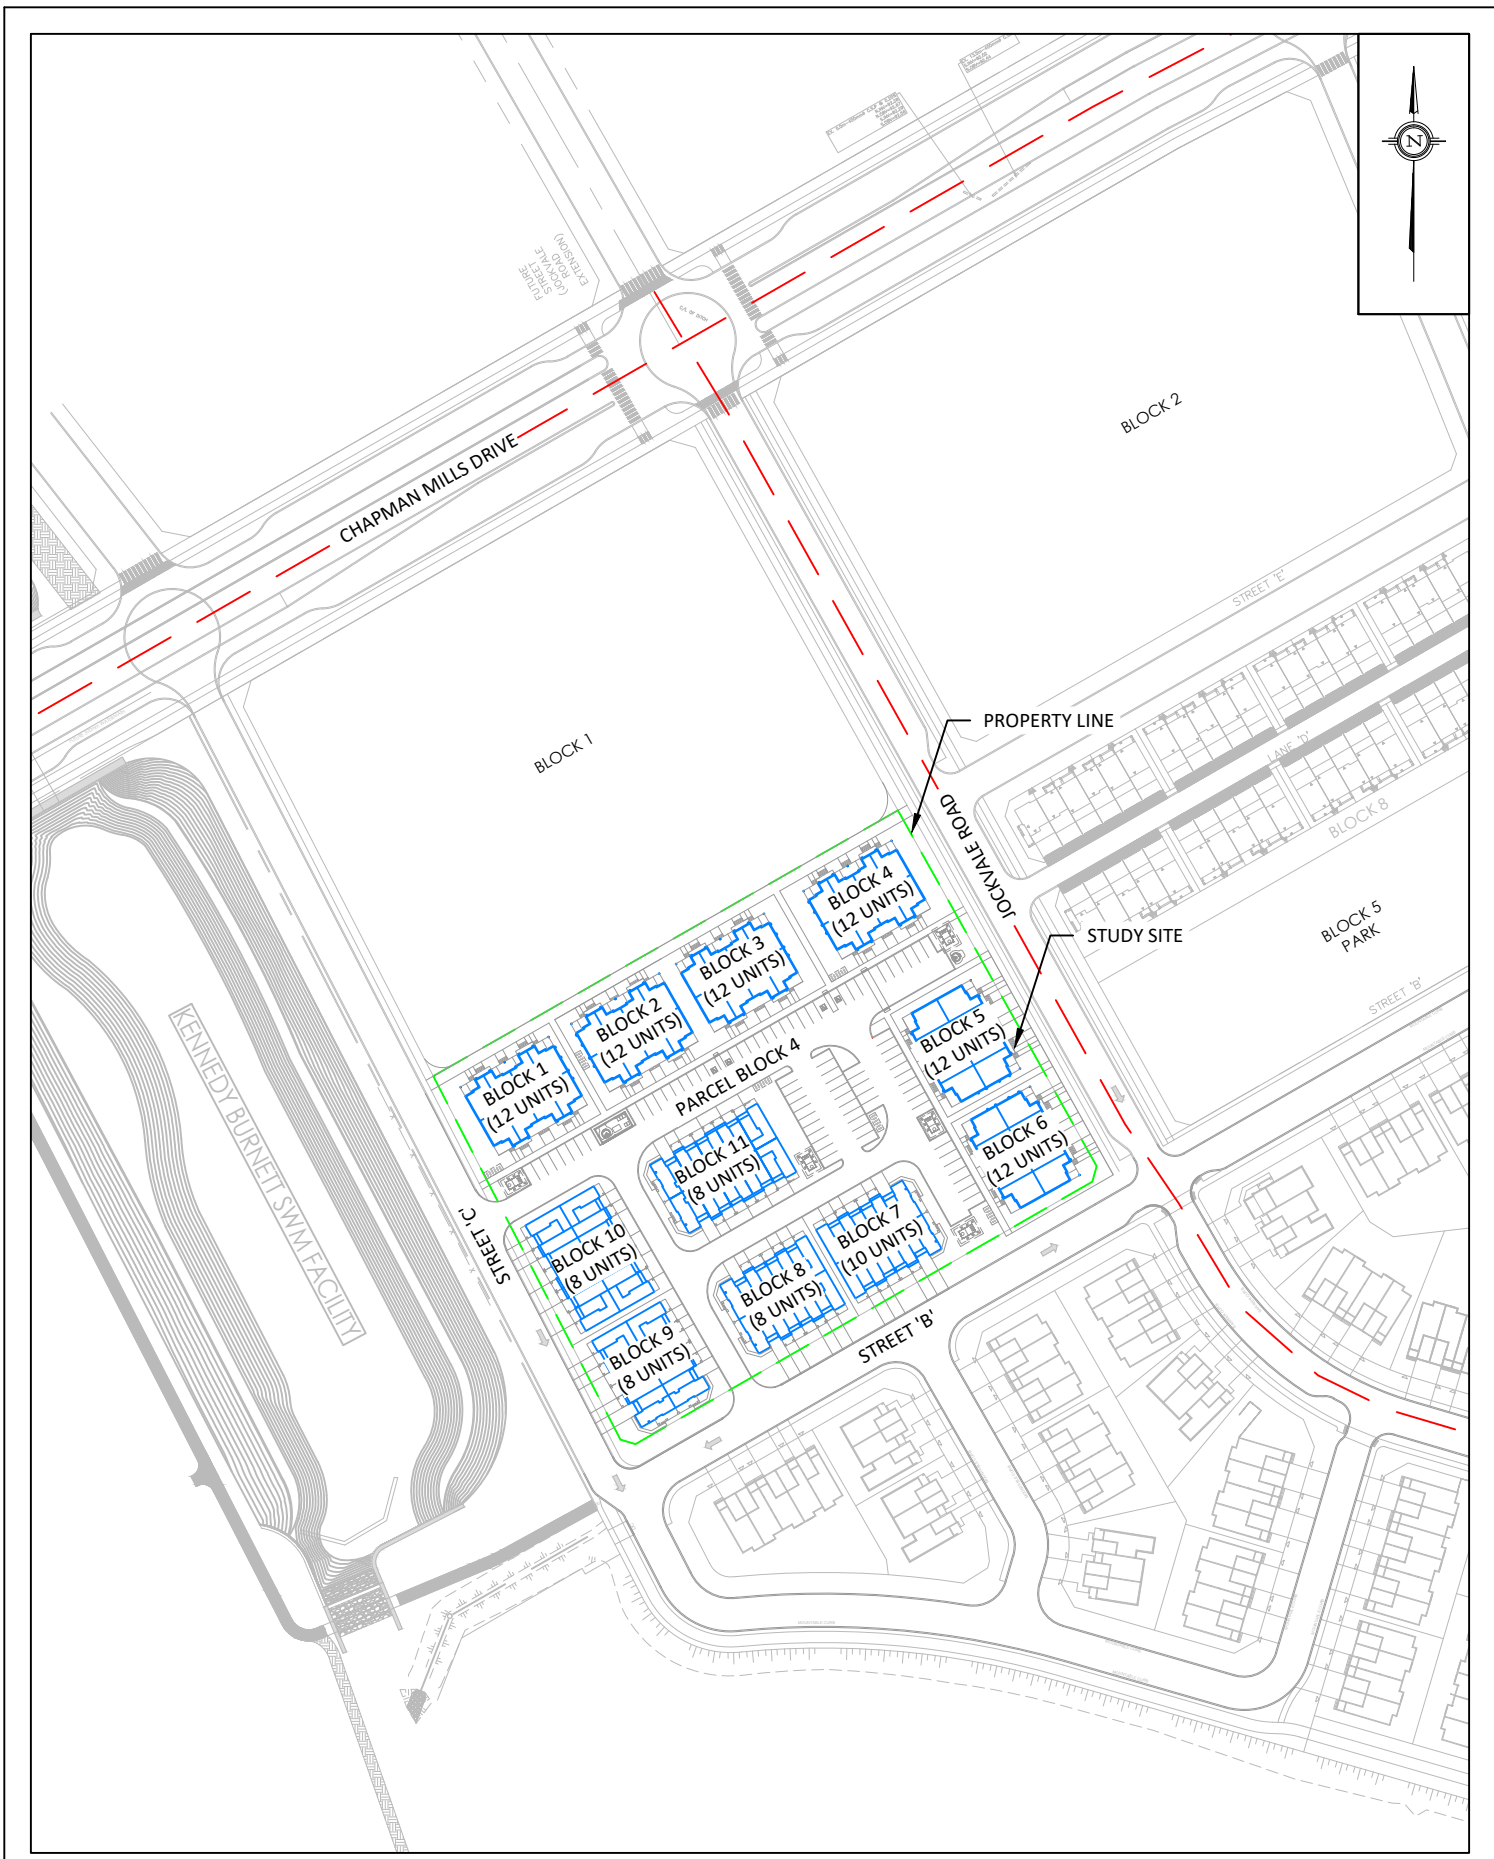 N
FUTURE
STREET
(JOCKVALE
ROAD
EXTENSION)
CHAPMAN MILLS DRIVE
BLOCK 2
STREET 'E'
BLOCK 1
PROPERTY LINE
LANE 'D'
BLOCK 8
JOCKVALE ROAD
BLOCK 4
(12 UNITS)
STUDY SITE
BLOCK 5
PARK
BLOCK 3
(12 UNITS)
STREET 'B'
BLOCK 2
(12 UNITS)
BLOCK 5
(12 UNITS)
BLOCK 1
(12 UNITS)
PARCEL BLOCK 4
KENNEDY BURNETT SWM FACILITY
BLOCK 6
(12 UNITS)
BLOCK 11
(8 UNITS)
STREET 'C'
BLOCK 10
(8 UNITS)
BLOCK 7
(10 UNITS)
BLOCK 8
(8 UNITS)
STREET 'B'
BLOCK 9
(8 UNITS)